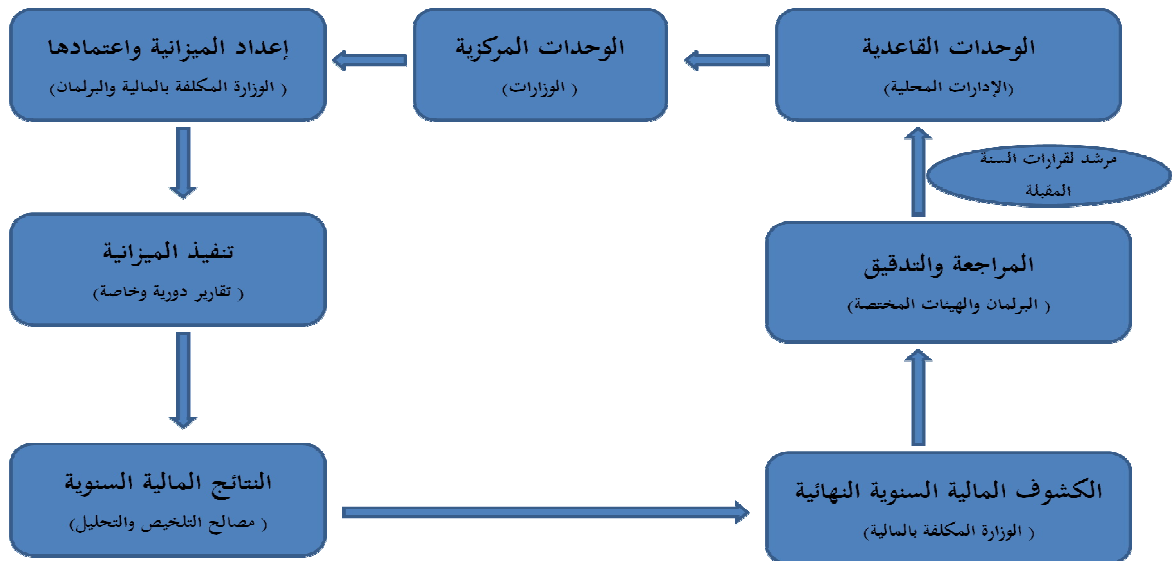 الوحدات القاعدية
(الإدارات المحلية)
الوحدات المركزية
( الوزارات)
إعداد الميزانية واعتمادها
( الوزارة المكلفة بالمالية والبرلمان)
تنفيذ الميزانية
( تقارير دورية وخاصة)
النتائج المالية السنوية
( مصالح التلخيص والتحليل)
الكشوف المالية السنوية النهائية
( الوزارة المكلفة بالمالية)
المراجعة والتدقيق
( البرلمان والهيئات المختصة)
مرشد لقرارات السنة
المقبلة